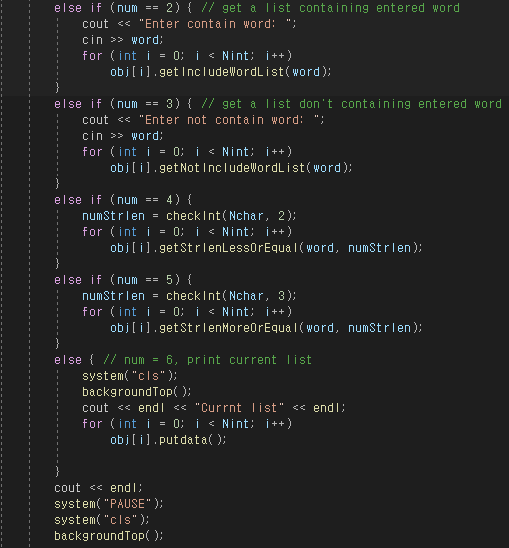 else if (num == 2) { // get a list containing entered word
cout << "Enter contain word: ";
cin >> word;
for (int i = 0; i < Nint; i++)
obj[i].getIncludeWordList(word);
}
else if (num == 3) { // get a list don't containing entered word
cout << "Enter not contain word: ";
cin >> word;
for (int i = 0; i < Nint; i++)
obj[i].getNotIncludeWordList(word);
}
else if (num == 4) {
numStrlen = checkInt(Nchar, 2);
for (int i = 0; i < Nint; i++)
obj[i].getStrlenLessOrEqual(word, numStrlen);
}
else if (num == 5) {
numStrlen = checkInt(Nchar, 3);
for (int i = 0; i < Nint; i++)
obj[i].getStrlenMoreOrEqual(word, numStrlen);
}
else { // num = 6, print current list
system("cls");
backgroundTop();
cout << endl << "Currnt list" << endl;
for (int i = 0; i < Nint; i++)
obj[i].putdata();
}
cout << endl;
system("PAUSE");
system("cls");
backgroundTop();